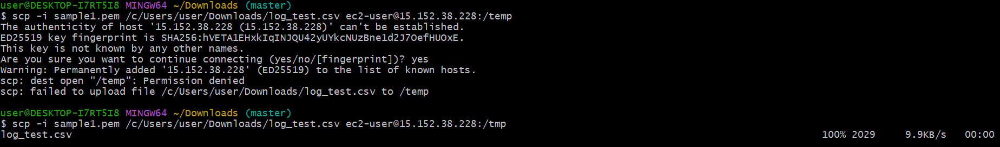 user@DESKTOP-I7RT5I8 MINGW64 ~/Downloads (master)
$ scp -i sample1.pem /c/Users/user/Downloads/log_test.csv ec2-user@15.152.38.228:/temp
The authenticity of host '15.152.38.228 (15.152.38.228)' can't be established.
ED25519 key fingerprint is SHA256:hVETA1EHxkIqINJQU42yUYkcNUzBne1d2J7OefHUOxE.
This key is not known by any other names.
Are you sure you want to continue connecting (yes/no/[fingerprint])? yes
Warning: Permanently added '15.152.38.228' (ED25519) to the list of known hosts.
scp: dest open "/temp": Permission denied
scp: failed to upload file /c/Users/user/Downloads/log_test.csv to /temp
user@DESKTOP-I7RT5I8 MINGW64 ~/Downloads (master)
$ scp -i sample1.pem /c/Users/user/Downloads/log_test.csv ec2-user@15.152.38.228:/tmp
log_test.csv 100% 2029 9.9KB/s 00:00